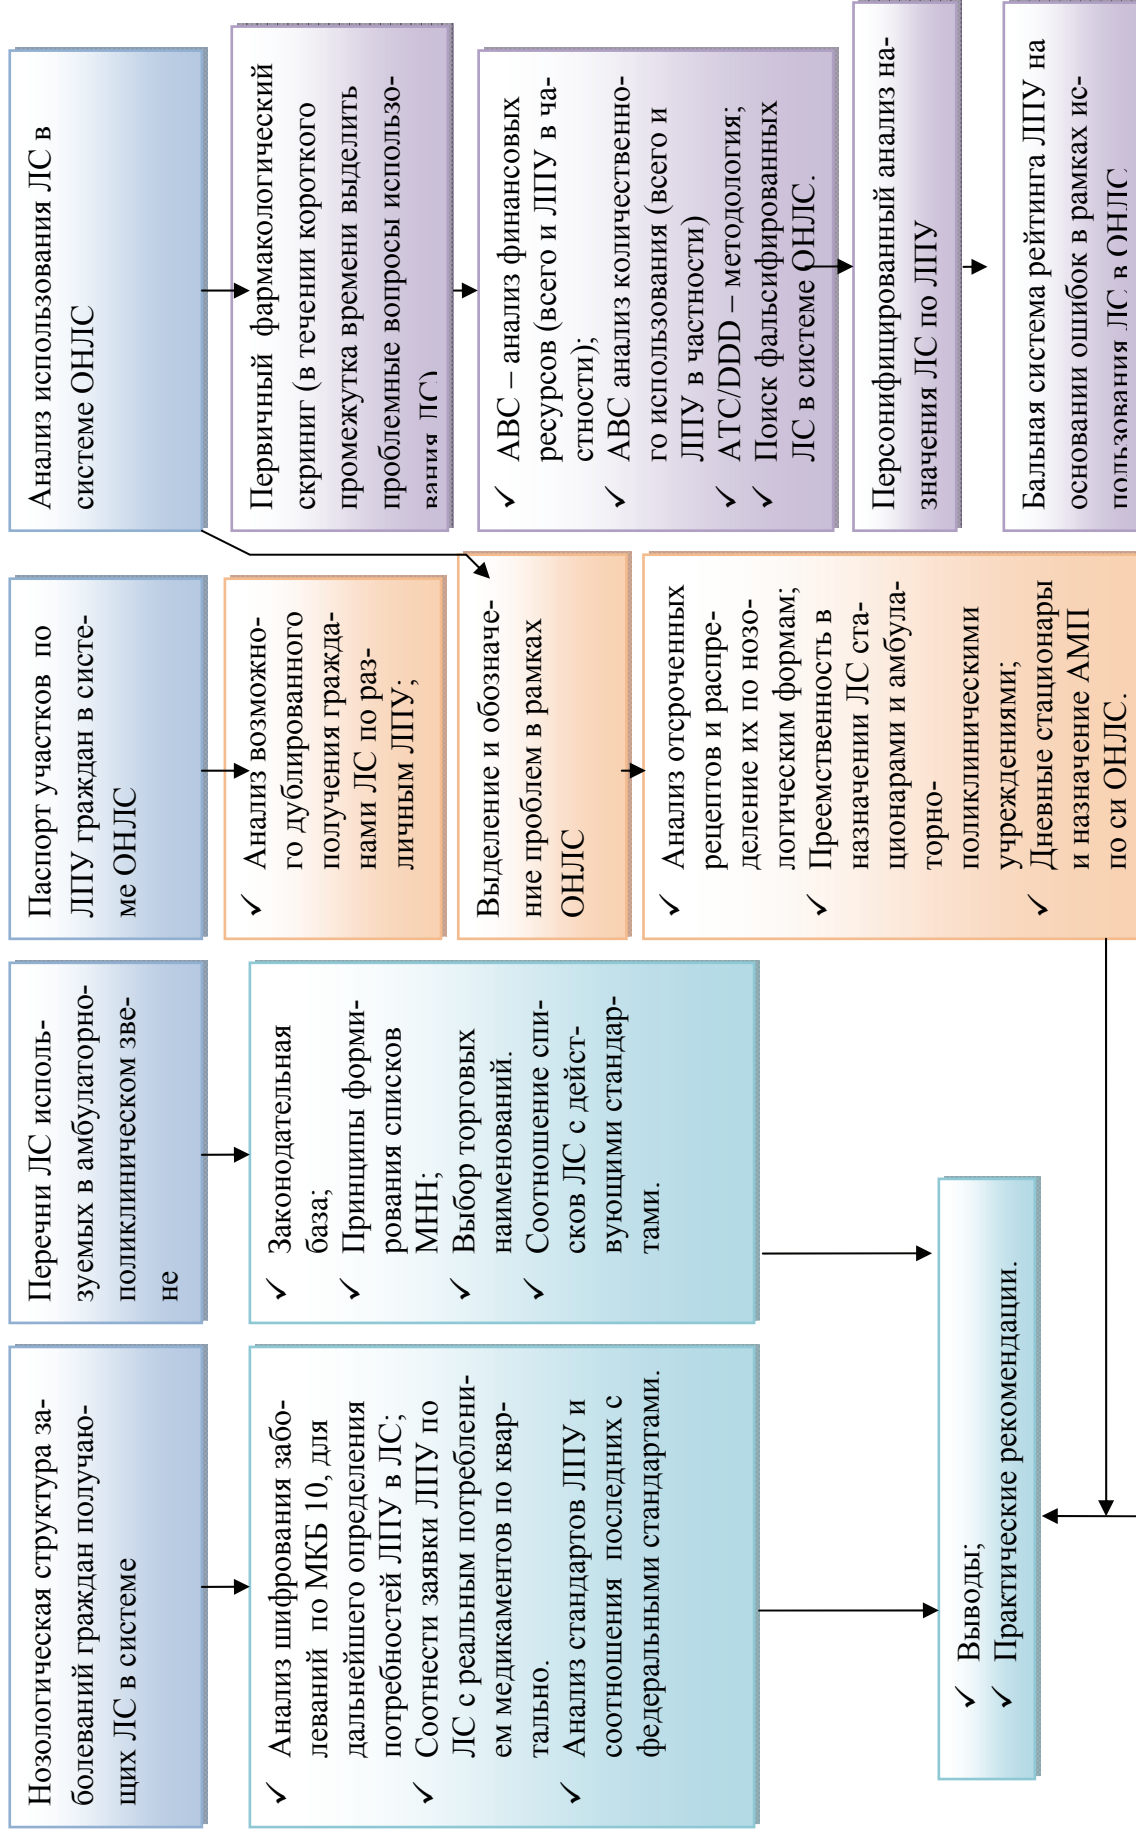 Нозологическая структура за-
болеваний граждан получаю-
щих ЛС в системе
Перечни ЛС исполь-
зуемых в амбулаторно-
поликлиническом зве-
не
Паспорт участков по
ЛПУ граждан в систе-
ме ОНЛС
Анализ использования ЛС в
системе ОНЛС
✓ Анализ шифрования забо-
леваний по МКБ 10, для
дальнейшего определения
потребностей ЛПУ в ЛС;
✓ Соотнести заявки ЛПУ по
ЛС с реальным потреблени-
ем медикаментов по квар-
тально.
✓ Анализ стандартов ЛПУ и
соотношения последних с
федеральными стандартами.
✓ Законодательная
база;
✓ Принципы форми-
рования списков
МНН;
✓ Выбор торговых
наименований.
✓ Соотношение спи-
сков ЛС с дейст-
вующими стандар-
тами.
✓ Анализ возможно-
го дублированного
получения гражда-
нами ЛС по раз-
личным ЛПУ;
Первичный фармакологический
скриниг (в течении короткого
промежутка времени выделить
проблемные вопросы использо-
вания ЛС)
Выделение и обозначе-
ние проблем в рамках
ОНЛС
✓ АВС – анализ финансовых
ресурсов (всего и ЛПУ в ча-
стности);
✓ АВС анализ количественно-
го использования (всего и
ЛПУ в частности)
✓ АТС/DDD – методология;
✓ Поиск фальсифированных
ЛС в системе ОНЛС.
✓ Анализ отсроченных
рецептов и распре-
деление их по нозо-
логическим формам;
✓ Преемственность в
назначении ЛС ста-
ционарами и амбула-
торно-
поликлиническими
учреждениями;
✓ Дневные стационары
и назначение АМП
по си ОНЛС.
Персонифицированный анализ на-
значения ЛС по ЛПУ
Бальная система рейтинга ЛПУ на
основании ошибок в рамках ис-
пользования ЛС в ОНЛС
✓ Выводы;
✓ Практические рекомендации.